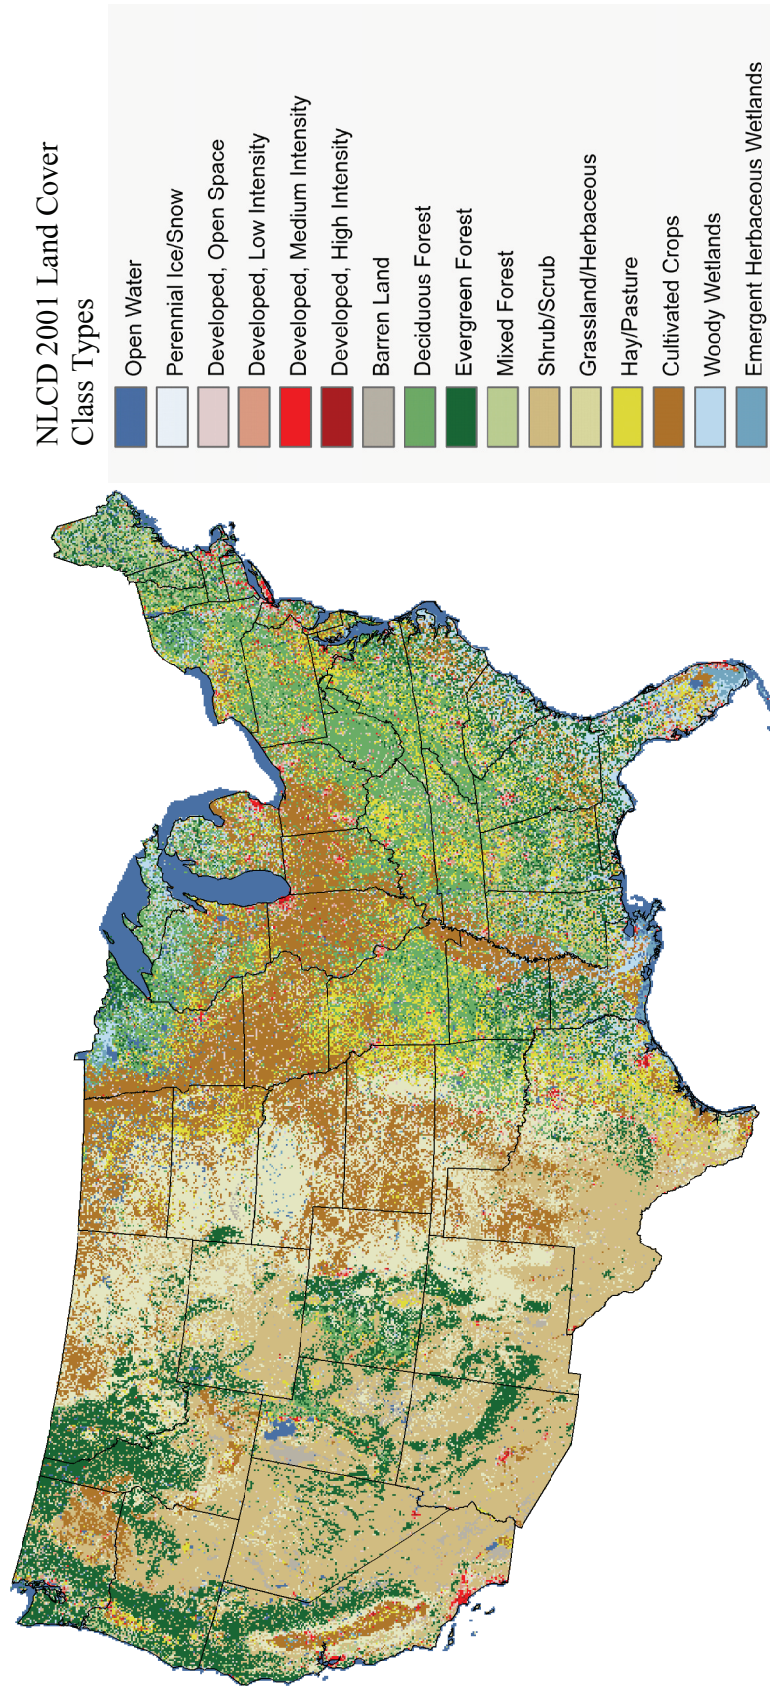 NLCD 2001 Land Cover
Class Types
Open Water
Perennial Ice/Snow
Developed, Open Space
Developed, Low Intensity
Developed, Medium Intensity
Developed, High Intensity
Barren Land
Deciduous Forest
Evergreen Forest
Mixed Forest
Shrub/Scrub
Grassland/Herbaceous
Hay/Pasture
Cultivated Crops
Woody Wetlands
Emergent Herbaceous Wetlands